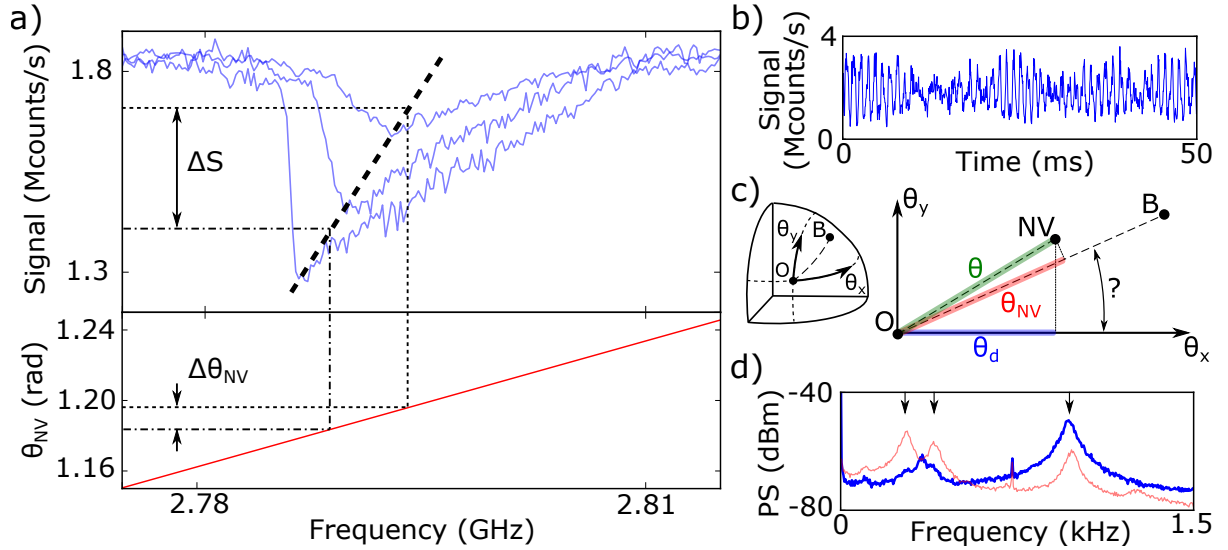 a)
Signal (Mcounts/s)
1.8
1.3
ΔS
θNV (rad)
1.24
1.20
1.16
ΔθNV
2.78
2.81
Frequency (GHz)
b)
Signal
(Mcounts/s)
4
0
0
50
Time (ms)
c)
θy
B
O
θx
θy
NV
B
θ
θNV
?
O
θd
θx
d)
PS (dBm)
-40
-80
0
1.5
Frequency (kHz)